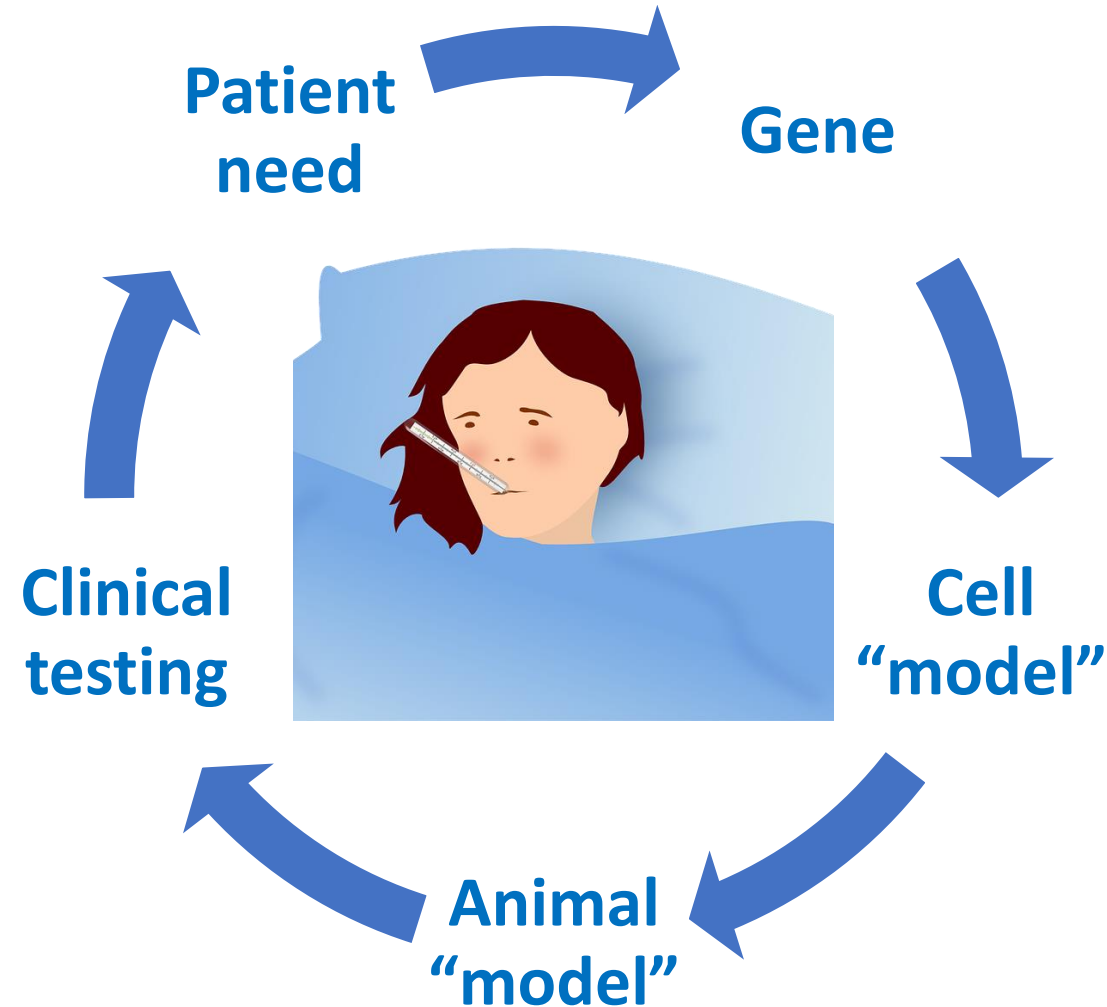 Patient
need
Gene
Cell
“model”
Animal
“model”
Clinical
testing